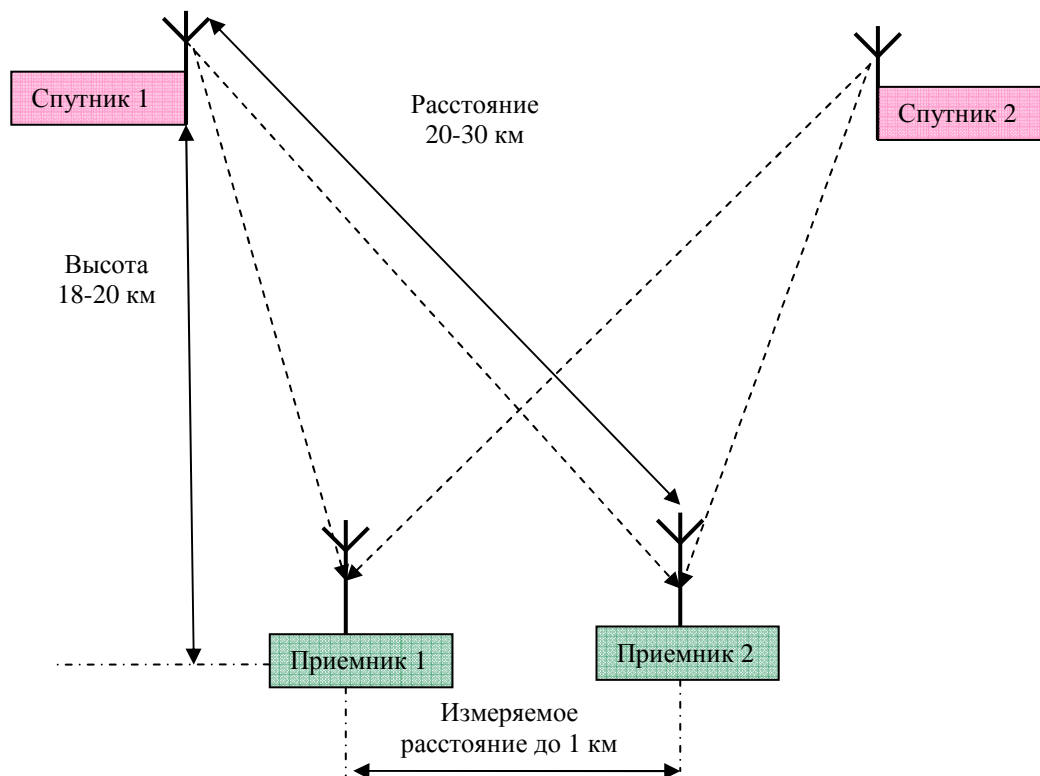 Спутник 1
Расстояние
20-30 км
Спутник 2
Высота
18-20 км
Приемник 1
Приемник 2
Измеряемое
расстояние до 1 км